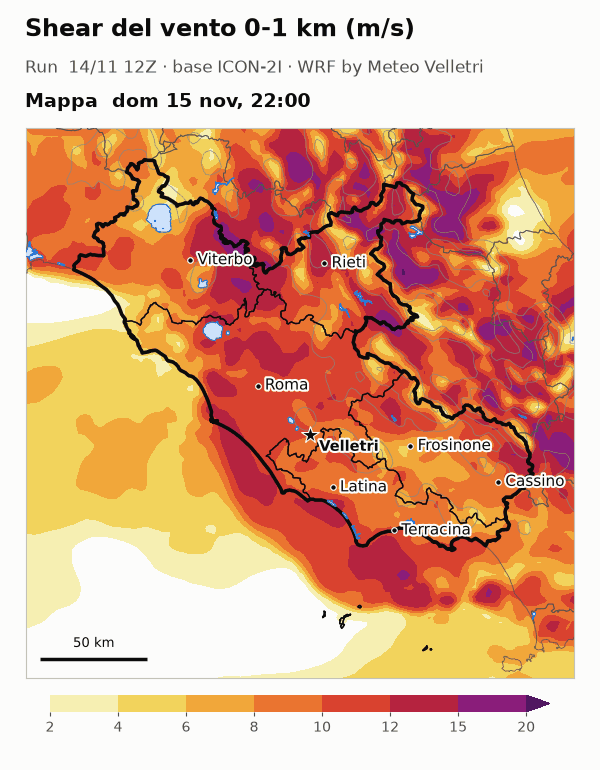 Shear del vento 0-1 km (m/s)
Run  14/11 12Z · base ICON-2I · WRF by Meteo Velletri
Mappa  dom 15 nov, 22:00
Viterbo
Rieti
Roma
Velletri
Frosinone
Latina
Cassino
Terracina
50 km
2 4 6 8 10 12 15 20